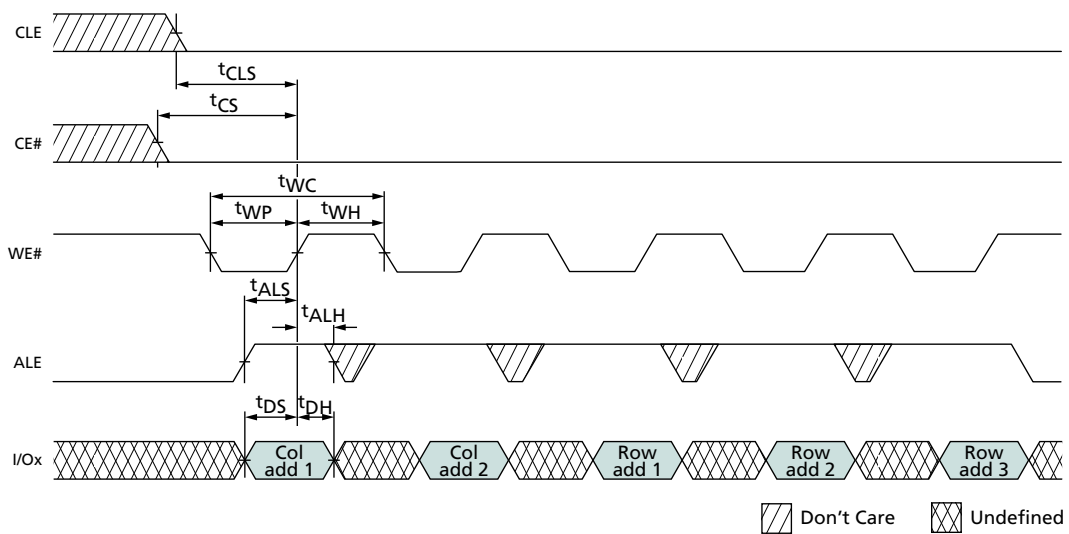 CLE
tCLS
tCS
CE#
tWC
tWP
tWH
WE#
tALS
tALH
ALE
tDS
tDH
I/Ox
Col
add 1
Col
add 2
Row
add 1
Row
add 2
Row
add 3
Don't Care
Undefined